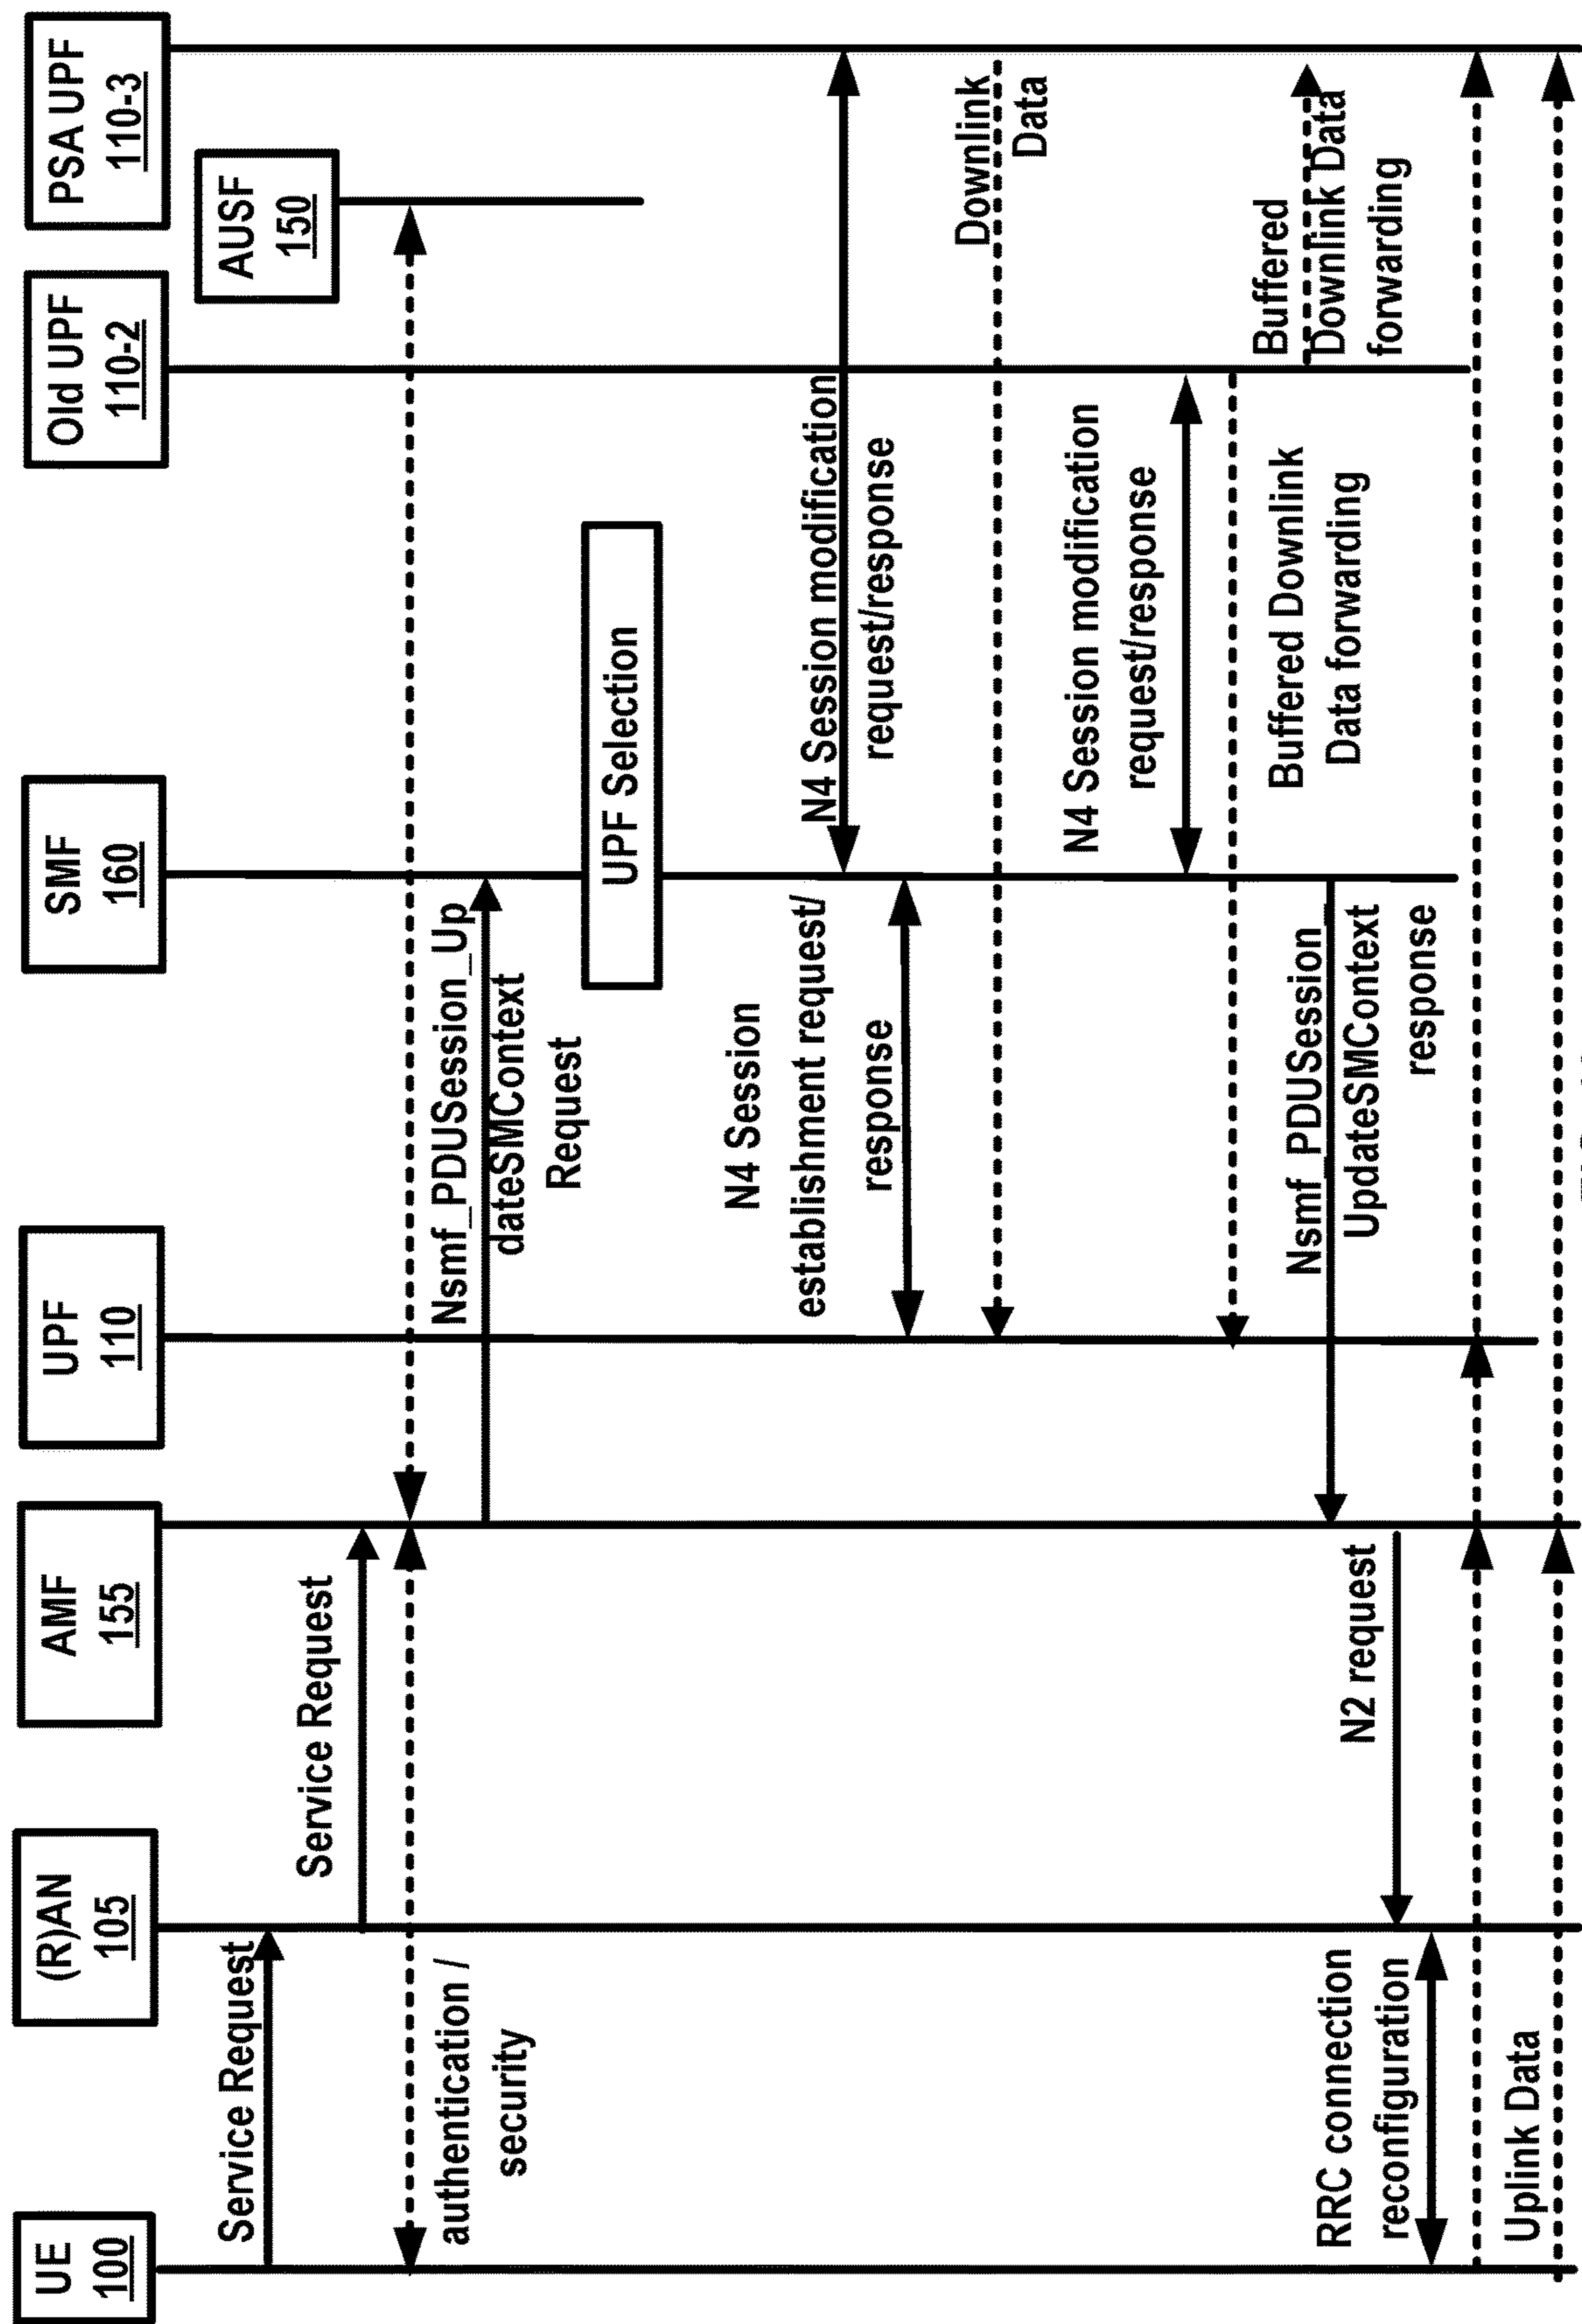 UE
100
(R)AN
105
AMF
155
UPF
110
SMF
160
Old UPF
110-2
PSA UPF
110-3
AUSF
150
Service Request
Service Request
authentication /
security
Nsmf_PDUSession_Up
dateSMContext
Request
UPF Selection
N4 Session modification
request/response
N4 Session
establishment request/
response
Downlink
Data
N4 Session modification
request/response
Buffered Downlink
Data forwarding
Buffered
Downlink Data
forwarding
Nsmf_PDUSession_
UpdateSMContext
response
N2 request
RRC connection
reconfiguration
Uplink Data